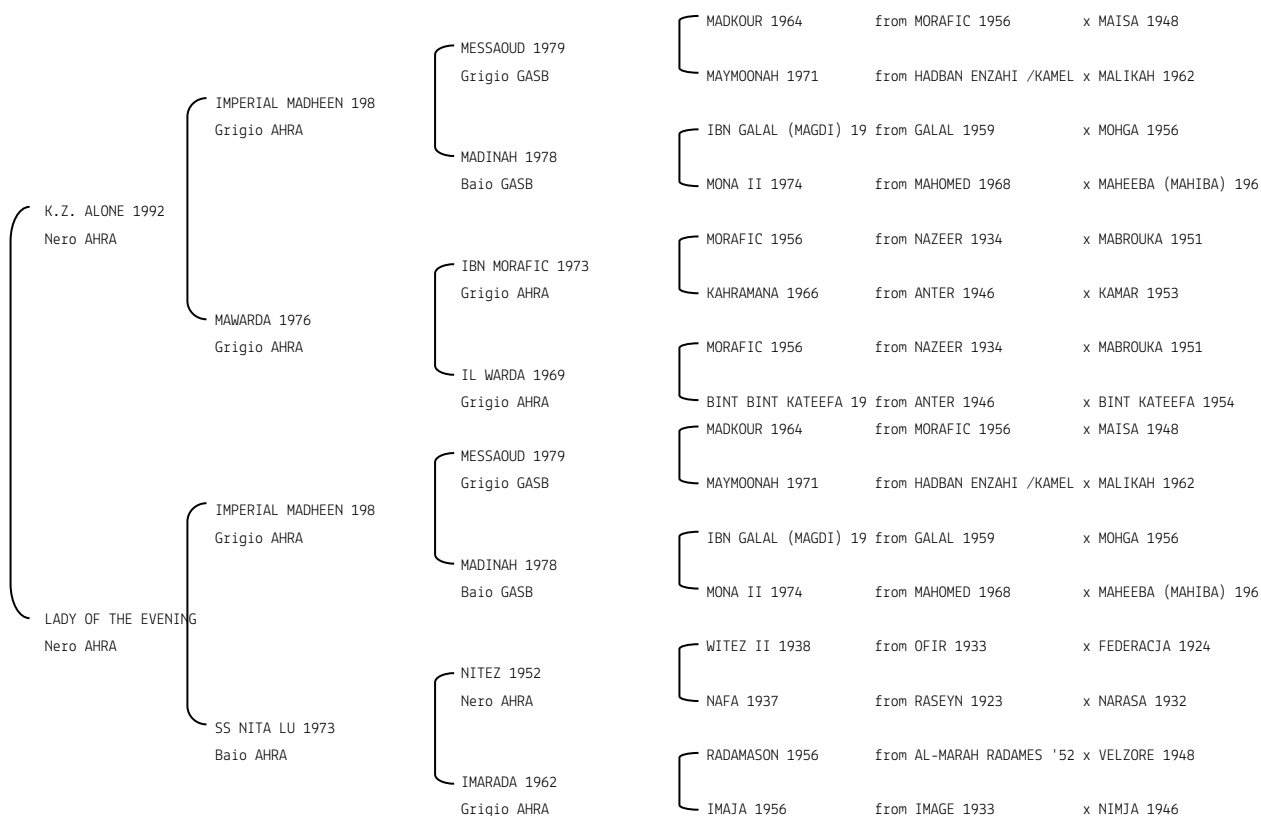 MADKOUR 1964 from MORAFIC 1956 x MAISA 1948
MESSAOUD 1979
Grigio GASB
MAYMOONAH 1971 from HADBAN ENZAHI /KAMEL x MALIKAH 1962
IMPERIAL MADHEEN 198
Grigio AHRA
IBN GALAL (MAGDI) 19 from GALAL 1959 x MOHGA 1956
MADINAH 1978
Baio GASB
MONA II 1974 from MAHOMED 1968 x MAHEEBA (MAHIBA) 196
K.Z. ALONE 1992
Nero AHRA
MORAFIC 1956 from NAZEER 1934 x MABROUKA 1951
IBN MORAFIC 1973
Grigio AHRA
KAHRAMANA 1966 from ANTER 1946 x KAMAR 1953
MAWARDA 1976
Grigio AHRA
MORAFIC 1956 from NAZEER 1934 x MABROUKA 1951
IL WARDA 1969
Grigio AHRA
BINT BINT KATEEFA 19 from ANTER 1946 x BINT KATEEFA 1954
MADKOUR 1964 from MORAFIC 1956 x MAISA 1948
MESSAOUD 1979
Grigio GASB
MAYMOONAH 1971 from HADBAN ENZAHI /KAMEL x MALIKAH 1962
IMPERIAL MADHEEN 198
Grigio AHRA
IBN GALAL (MAGDI) 19 from GALAL 1959 x MOHGA 1956
MADINAH 1978
Baio GASB
MONA II 1974 from MAHOMED 1968 x MAHEEBA (MAHIBA) 196
LADY OF THE EVENING
Nero AHRA
WITEZ II 1938 from OFIR 1933 x FEDERACJA 1924
NITEZ 1952
Nero AHRA
NAFA 1937 from RASEYN 1923 x NARASA 1932
SS NITA LU 1973
Baio AHRA
RADAMASON 1956 from AL-MARAH RADAMES '52 x VELZORE 1948
IMARADA 1962
Grigio AHRA
IMAJA 1956 from IMAGE 1933 x NIMJA 1946